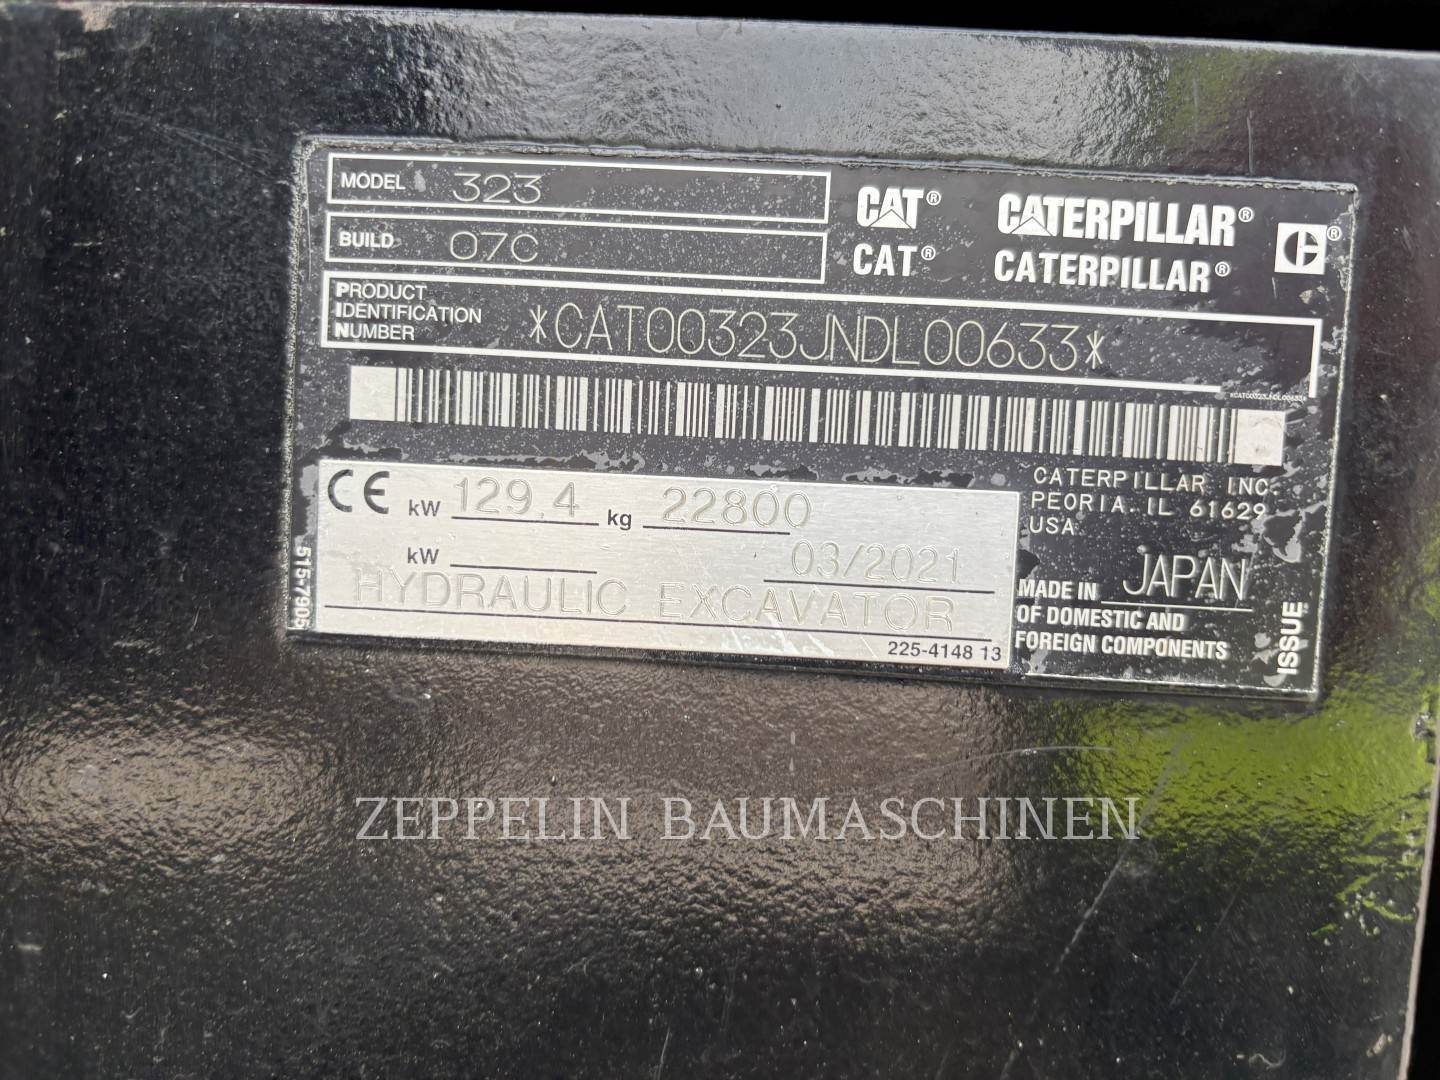 MODEL 323
BUILD 07C
CAT® CATERPILLAR®
CAT® CATERPILLAR®
PRODUCT
IDENTIFICATION
NUMBER
*CAT00323JNDL00633*
*CAT00323JNDL00633*
CE kW 129.4 kg 22800
kW 03/2021
HYDRAULIC EXCAVATOR
225-4148 13
515-7905
CATERPILLAR INC.
PEORIA. IL 61629
USA
MADE IN JAPAN
OF DOMESTIC AND
FOREIGN COMPONENTS
ISSUE
ZEPPELIN BAUMASCHINEN